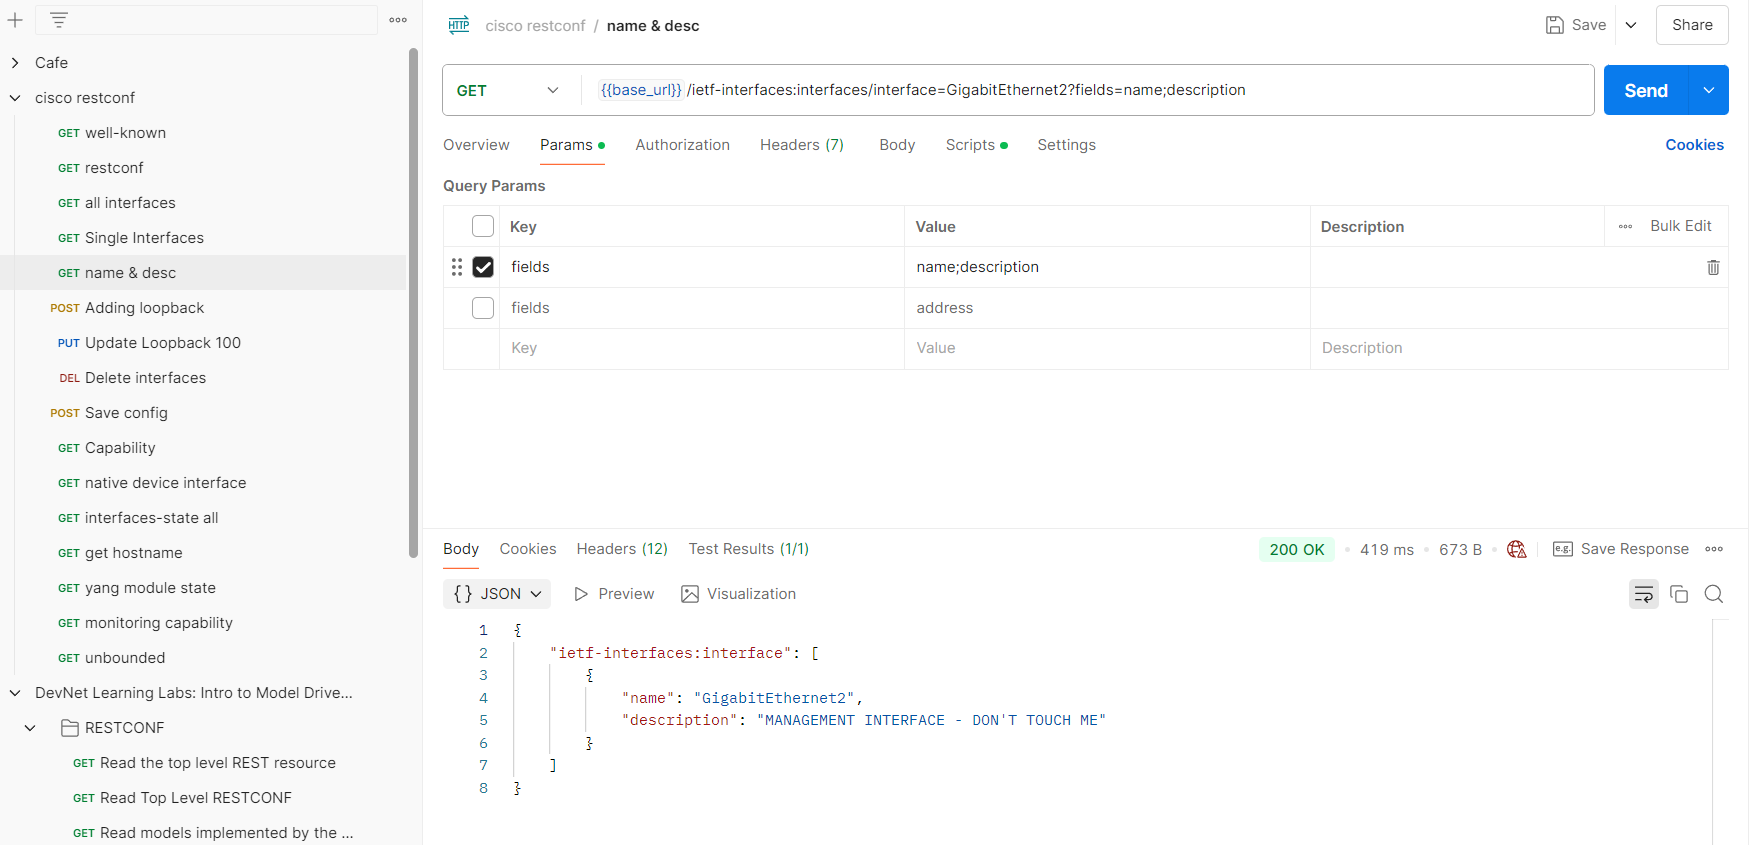 HTTP cisco restconf / name & desc
Save
Share
Cafe
cisco restconf
GET well-known
GET restconf
GET all interfaces
GET Single Interfaces
GET name & desc
POST Adding loopback
PUT Update Loopback 100
DEL Delete interfaces
POST Save config
GET Capability
GET native device interface
GET interfaces-state all
GET get hostname
GET yang module state
GET monitoring capability
GET unbounded
DevNet Learning Labs: Intro to Model Drive...
RESTCONF
GET Read the top level REST resource
GET Read Top Level RESTCONF
GET Read models implemented by the ...
GET {{base_url}} /ietf-interfaces:interfaces/interface=GigabitEthernet2?fields=name;description
Send
Overview Params Authorization Headers (7) Body Scripts Settings Cookies
Query Params
Key Value Description Bulk Edit
fields name;description
fields address
Key Value Description
Body Cookies Headers (12) Test Results (1/1) 200 OK 419 ms 673 B e.g. Save Response
{} JSON Preview Visualization
1 {
2 "ietf-interfaces:interface": [
3 {
4 "name": "GigabitEthernet2",
5 "description": "MANAGEMENT INTERFACE - DON'T TOUCH ME"
6 }
7 ]
8 }